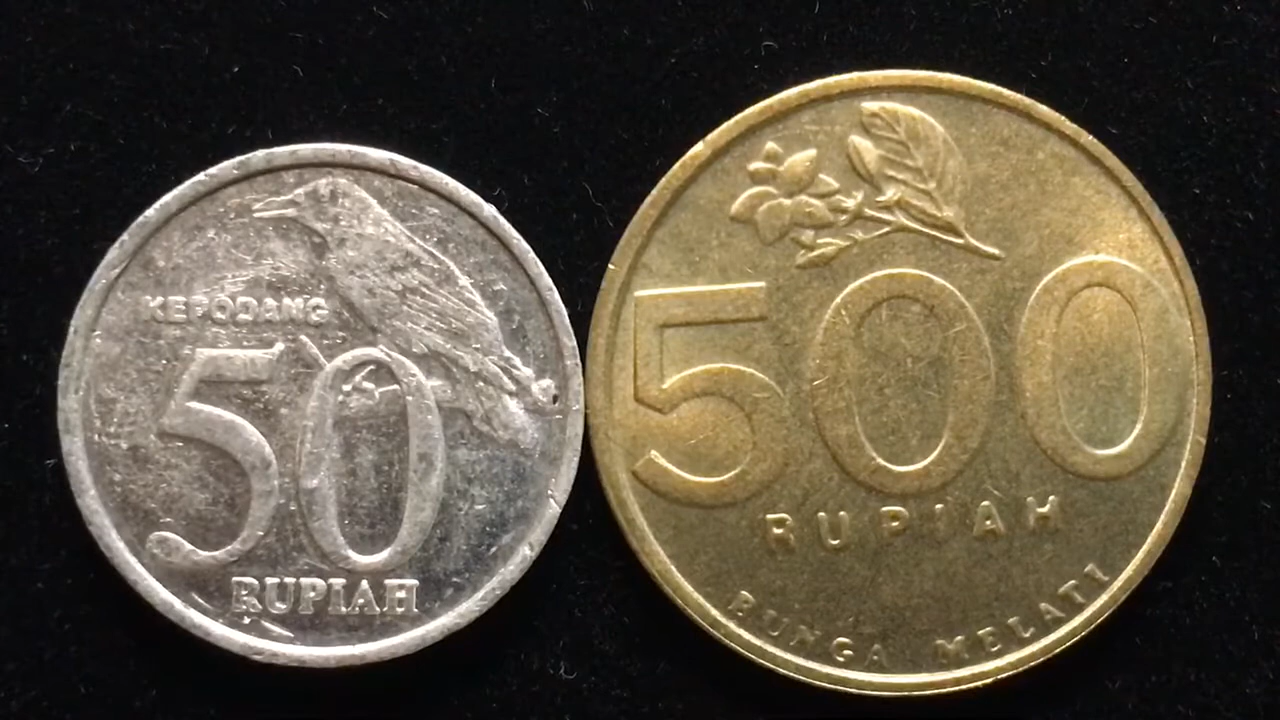 KEPODANG
50
RUPIAH
500
RUPIAH
BUNGA MELATI